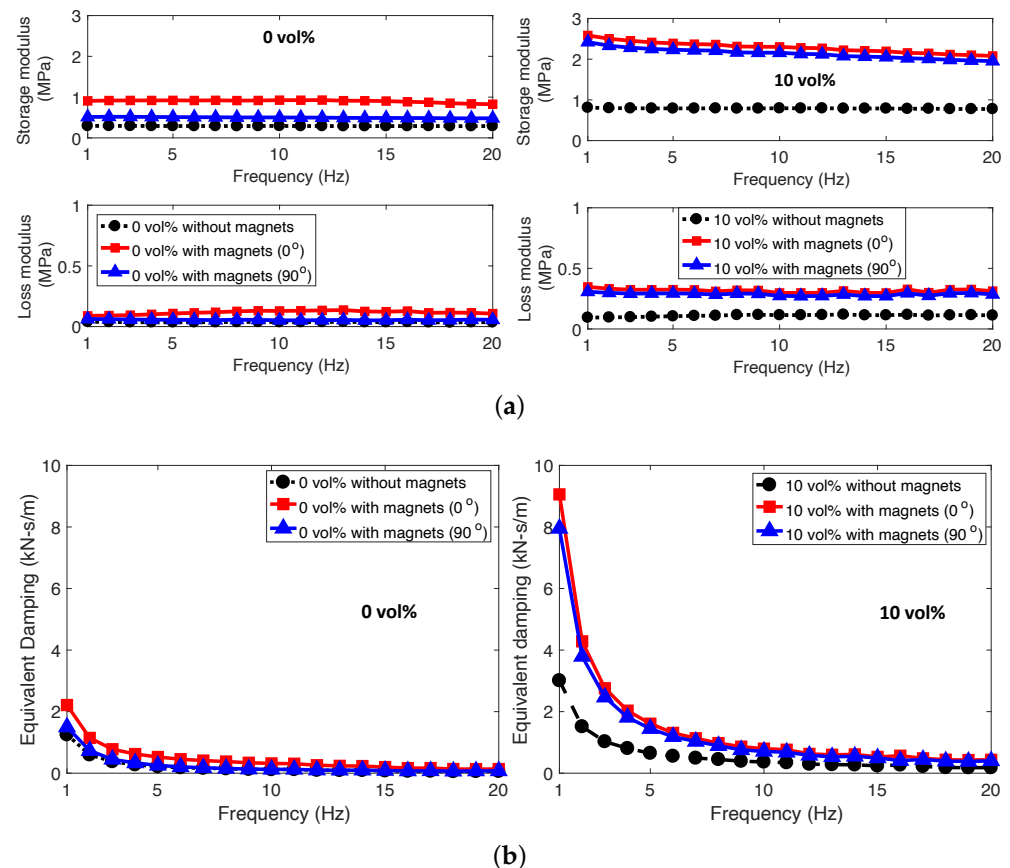 (a)
0 vol%
Storage modulus
(MPa)
3
2
1
0
1
5
10
15
20
Frequency (Hz)
10 vol%
Storage modulus
(MPa)
3
2
1
0
1
5
10
15
20
Frequency (Hz)
0 vol% without magnets
0 vol% with magnets (0°)
0 vol% with magnets (90°)
Loss modulus
(MPa)
1
0.5
0
1
5
10
15
20
Frequency (Hz)
10 vol% without magnets
10 vol% with magnets (0°)
10 vol% with magnets (90°)
Loss modulus
(MPa)
1
0.5
0
1
5
10
15
20
Frequency (Hz)
(a)
0 vol% without magnets
0 vol% with magnets (0°)
0 vol% with magnets (90°)
0 vol%
Equivalent Damping (kN-s/m)
10
8
6
4
2
0
1
5
10
15
20
Frequency (Hz)
10 vol% without magnets
10 vol% with magnets (0°)
10 vol% with magnets (90°)
10 vol%
Equivalent damping (kN-s/m)
10
8
6
4
2
0
1
5
10
15
20
Frequency (Hz)
(b)